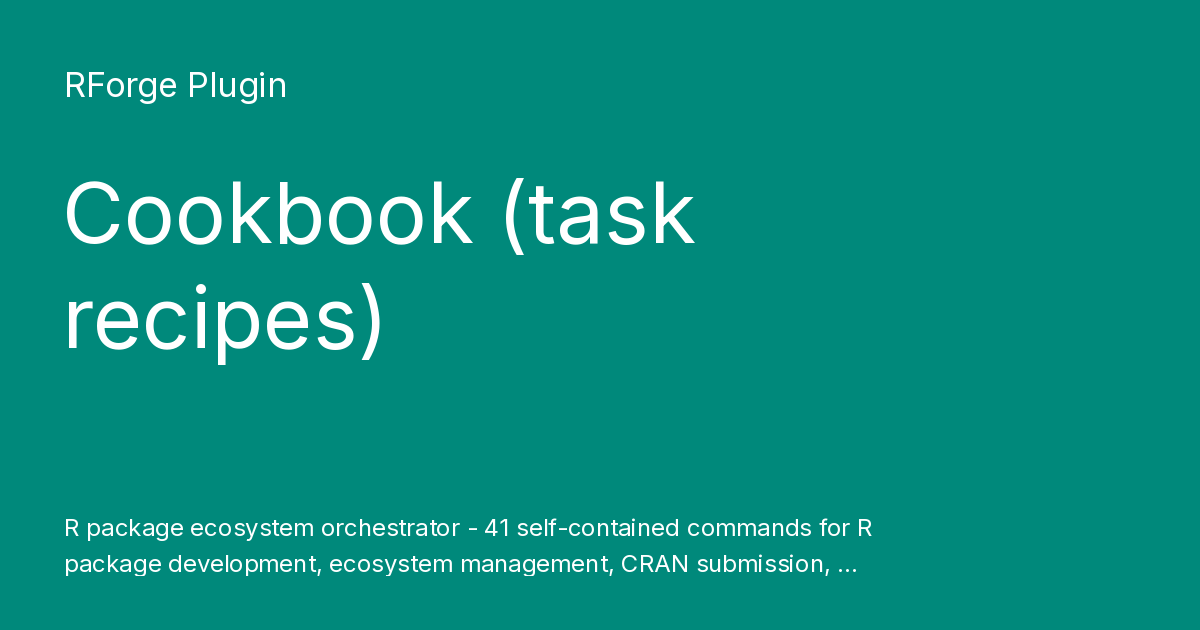 RForge Plugin
Cookbook (task
recipes)
R package ecosystem orchestrator - 41 self-contained commands for R
package development, ecosystem management, CRAN submission, ...